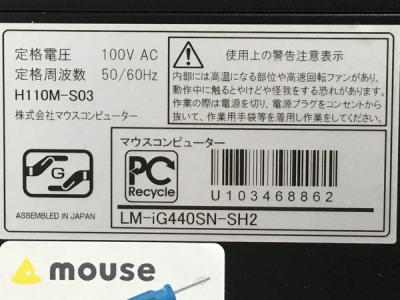 定格電圧 100V AC
定格周波数 50/60Hz
H110M-S03
株式会社マウスコンピューター
使用上の警告注意表示
内部には高温になる部位や高速回転ファンがあり、
動作中に触るとやけどや怪我をする恐れがあります。
作業の際は電源を切り、電源プラグをコンセントから
抜いて、作業用手袋等を着用し作業をしてください。
G
ASSEMBLED IN JAPAN
マウスコンピューター
PC
Recycle
U103468862
LM-iG440SN-SH2
mouse